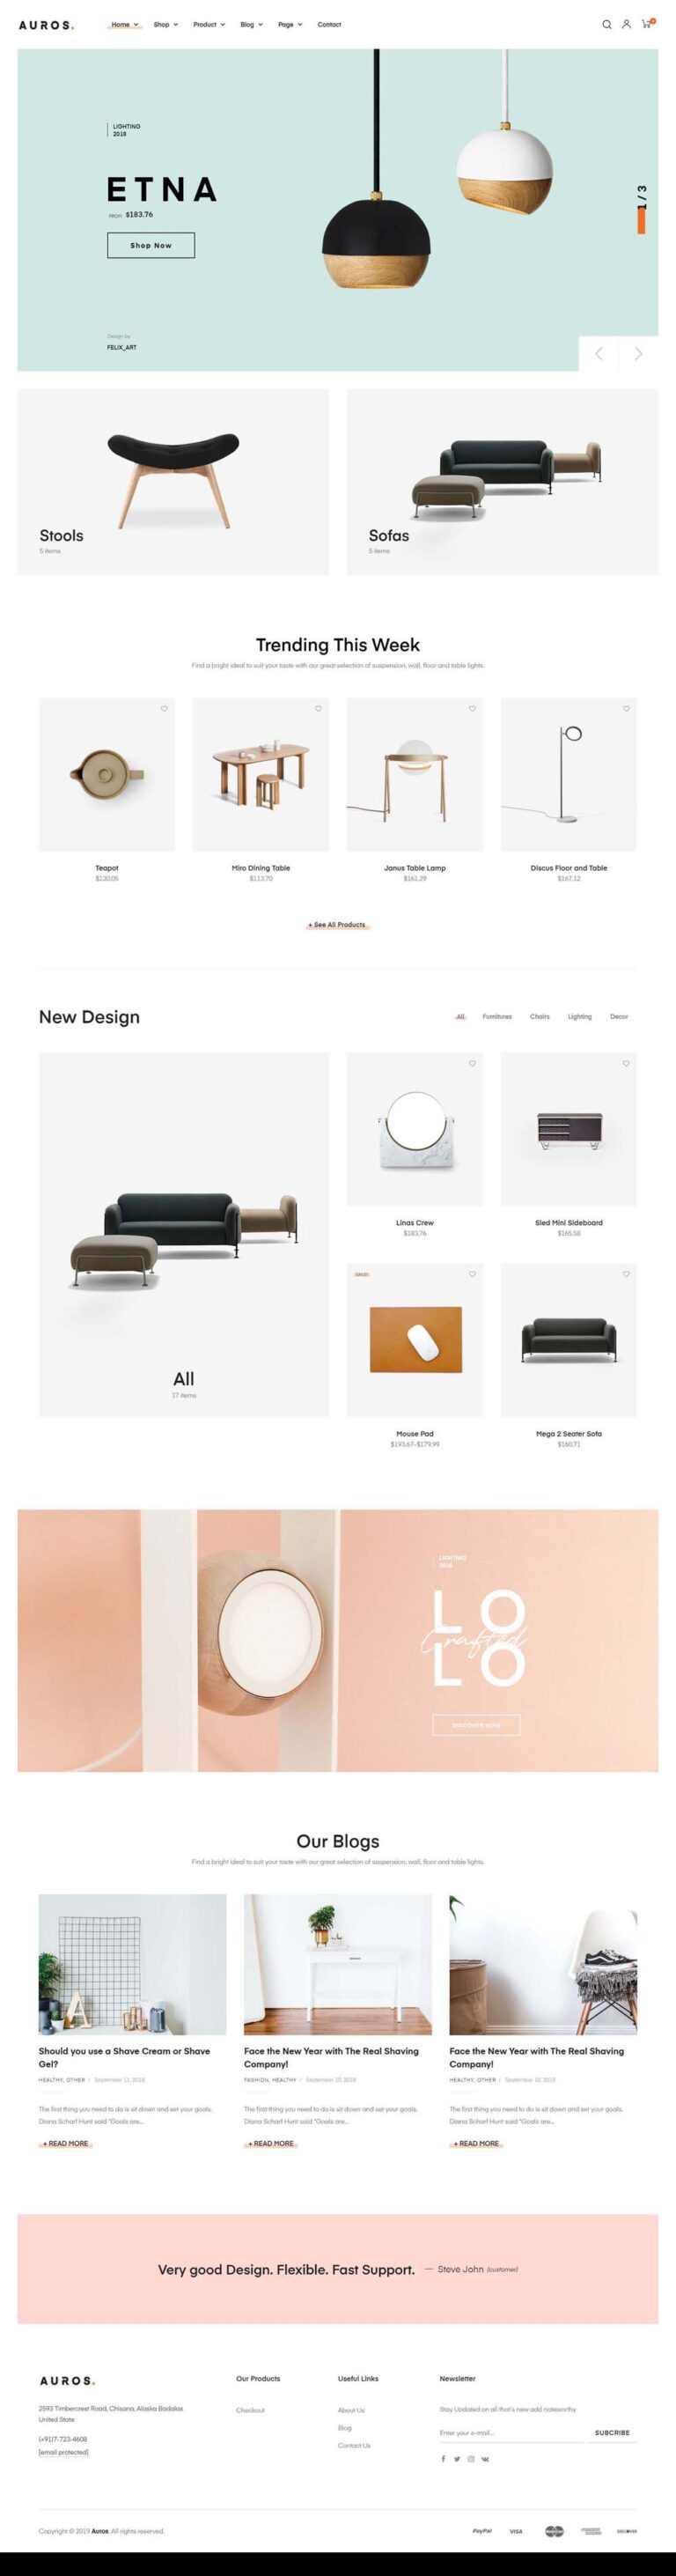 AUROS.
Home Shop Product Blog Page Contact
LIGHTING
2018
ETNA
FROM $183.76
Shop Now
1 / 3
Design by
FELIX_ART
Stools
5 items
Sofas
5 items
Trending This Week
Find a bright ideal to suit your taste with our great selection of suspension, wall, floor and table lights.
Teapot
$120.05
Miro Dining Table
$113.70
Janus Table Lamp
$161.29
Discus Floor and Table
$167.12
+ See All Products
New Design
All Furnitures Chairs Lighting Decor
All
17 items
Linas Crew
$183.76
Sled Mini Sideboard
$165.58
Mouse Pad
$193.67-$179.99
Mega 2 Seater Sofa
$160.71
LIGHTING
2018
LO
Crafted
LO
DISCOVER NOW
Our Blogs
Find a bright ideal to suit your taste with our great selection of suspension, wall, floor and table lights.
Should you use a Shave Cream or Shave
Gel?
HEALTHY, OTHER / September 11, 2018
The first thing you need to do is sit down and set your goals.
Diana Scharf Hunt said "Goals are...
+ READ MORE
Face the New Year with The Real Shaving
Company!
FASHION, HEALTHY / September 10, 2018
The first thing you need to do is sit down and set your goals.
Diana Scharf Hunt said "Goals are...
+ READ MORE
Face the New Year with The Real Shaving
Company!
HEALTHY, OTHER / September 10, 2018
The first thing you need to do is sit down and set your goals.
Diana Scharf Hunt said "Goals are...
+ READ MORE
Very good Design. Flexible. Fast Support. — Steve John (customer)
AUROS.
2593 Timbercrest Road, Chisana, Alaska Badalas
United State
(+91)7-723-4608
[email protected]
Our Products
Checkout
Useful Links
About Us
Blog
Contact Us
Newsletter
Stay Updated on all that's new add noteworthy
Enter your e-mail... SUBCRIBE
Copyright © 2019 Auros. All rights reserved.
PayPal VISA DISCOVER